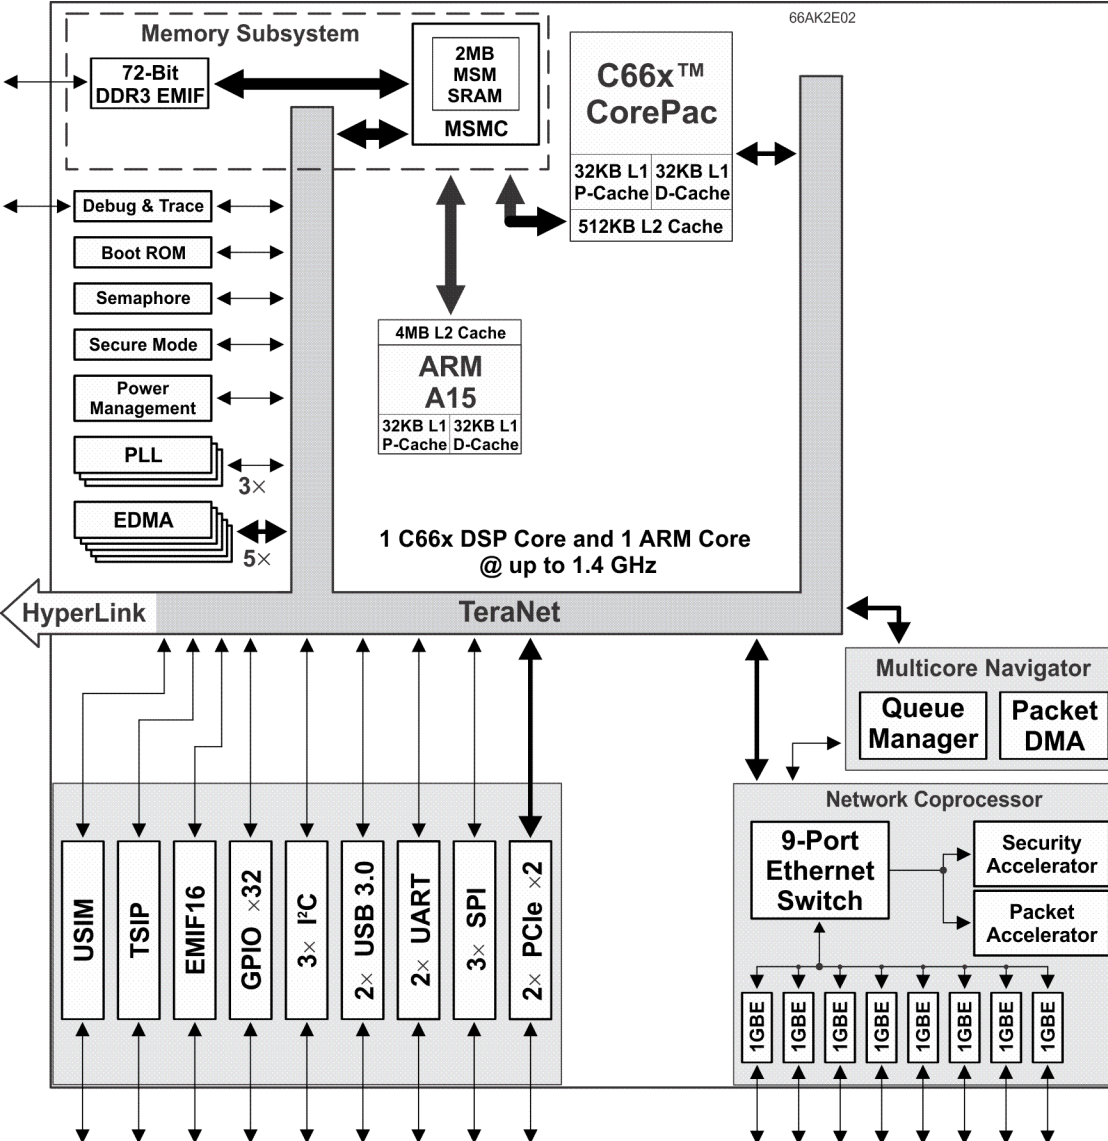 66AK2E02
Memory Subsystem
72-Bit
DDR3 EMIF
2MB
MSM
SRAM
MSMC
C66x™
CorePac
32KB L1
P-Cache
32KB L1
D-Cache
512KB L2 Cache
Debug & Trace
Boot ROM
Semaphore
Secure Mode
Power
Management
PLL
3×
EDMA
5×
4MB L2 Cache
ARM
A15
32KB L1
P-Cache
32KB L1
D-Cache
1 C66x DSP Core and 1 ARM Core
@ up to 1.4 GHz
HyperLink
TeraNet
Multicore Navigator
Queue
Manager
Packet
DMA
Network Coprocessor
9-Port
Ethernet
Switch
Security
Accelerator
Packet
Accelerator
USIM
TSIP
EMIF16
GPIO ×32
3× I²C
2× USB 3.0
2× UART
3× SPI
2× PCIe ×2
1GBE
1GBE
1GBE
1GBE
1GBE
1GBE
1GBE
1GBE